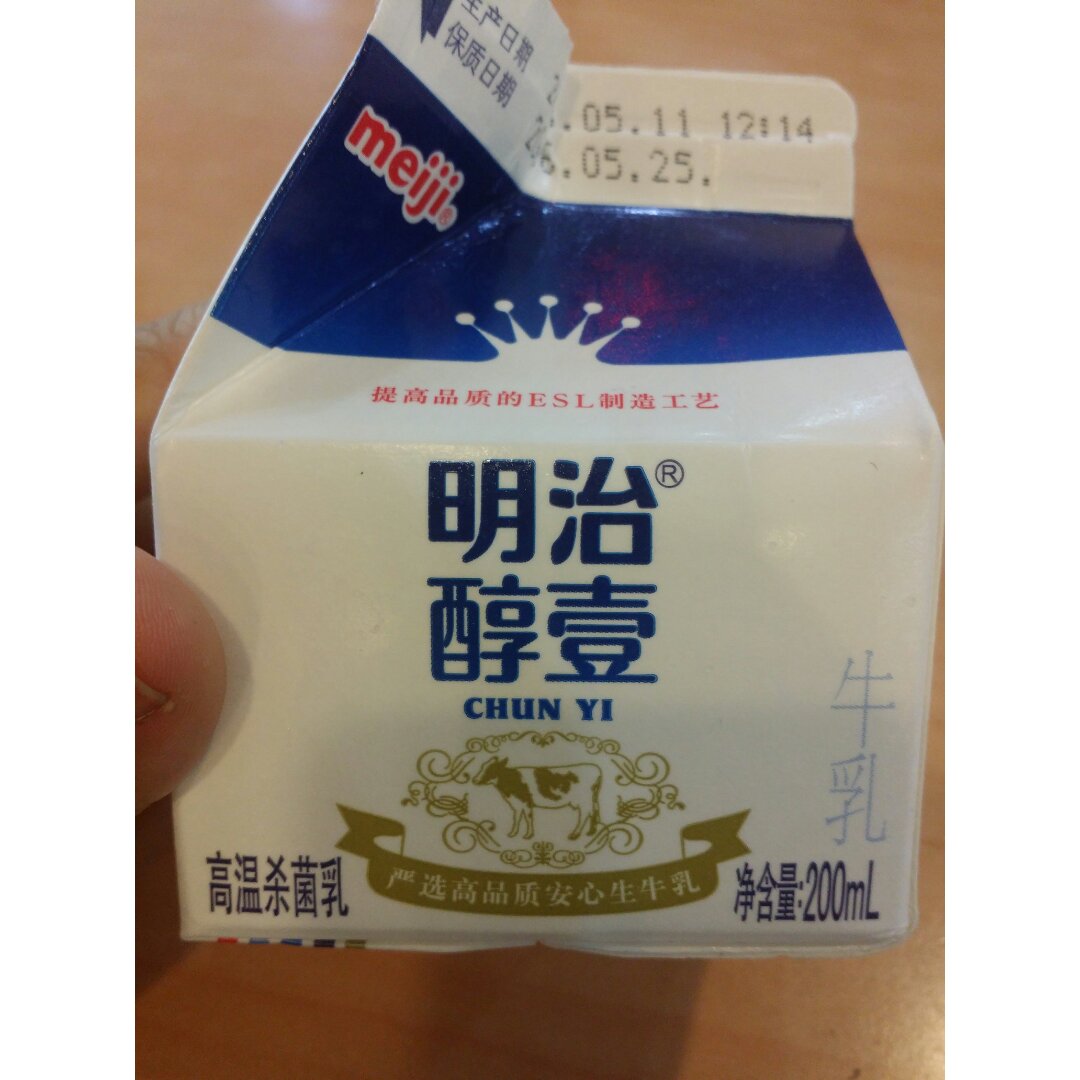 生产日期
保质日期
.05.11 12:14
6.05.25.
meiji®
提高品质的ESL制造工艺
明治®
醇壹
CHUN YI
牛乳
严选高品质安心生牛乳
高温杀菌乳
净含量:200mL